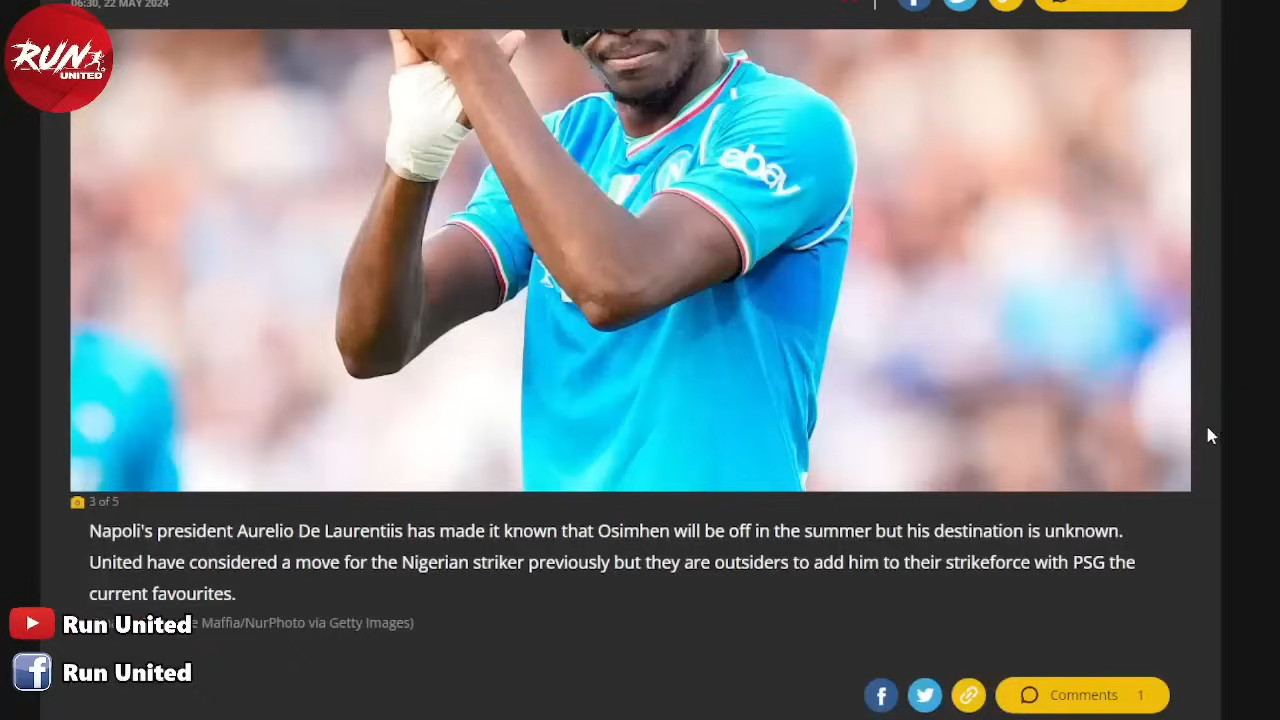 06:30, 22 MAY 2024
RUN
UNITED
ebay
N
3 of 5
Napoli's president Aurelio De Laurentiis has made it known that Osimhen will be off in the summer but his destination is unknown.
United have considered a move for the Nigerian striker previously but they are outsiders to add him to their strikeforce with PSG the
current favourites.
Maffia/NurPhoto via Getty Images)
Run United
Run United
Comments 1